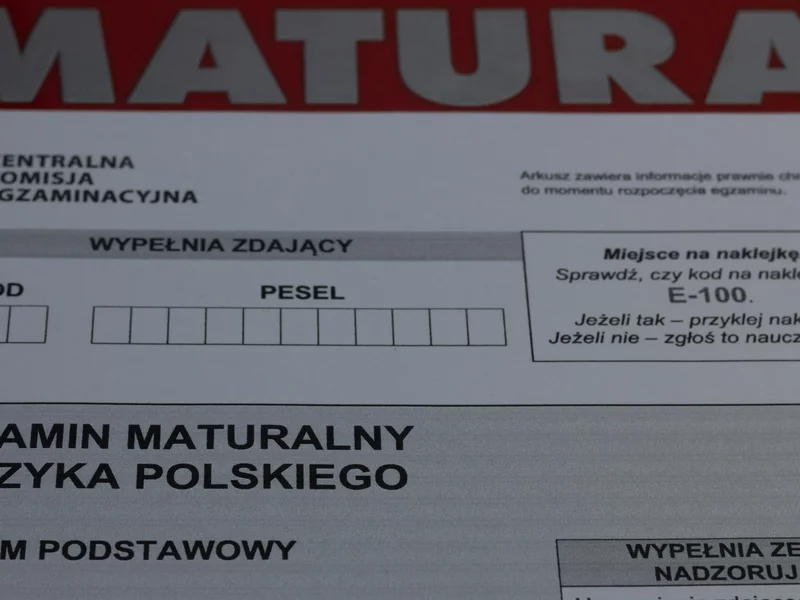 MATURA
ENTRALNA
OMISJA
GZAMINACYJNA
Arkusz zawiera informacje prawnie chr
do momentu rozpoczęcia egzaminu.
WYPEŁNIA ZDAJĄCY
OD
PESEL
Miejsce na naklejkę
Sprawdź, czy kod na nakle
E-100.
Jeżeli tak – przyklej nak
Jeżeli nie – zgłoś to naucz
AMIN MATURALNY
ZYKA POLSKIEGO
M PODSTAWOWY
WYPEŁNIA ZE
NADZORUJ